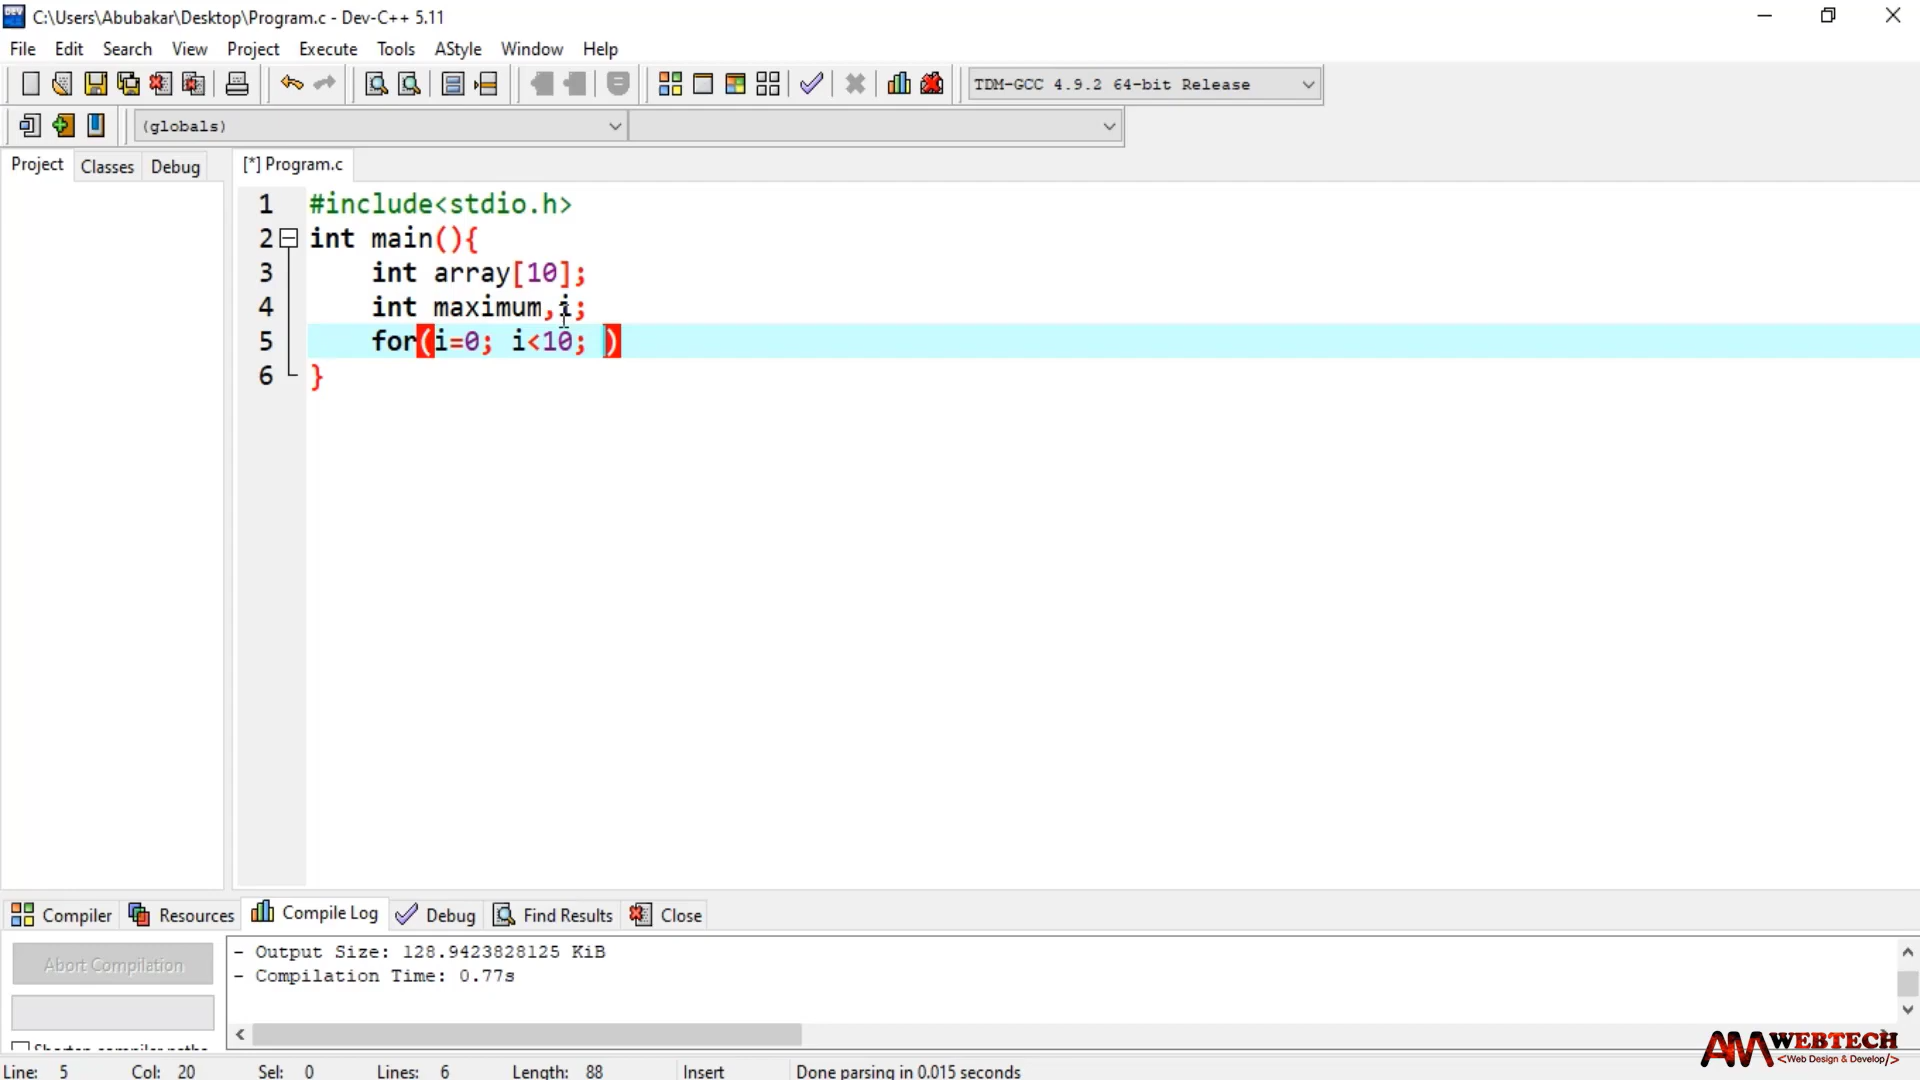 C:\Users\Abubakar\Desktop\Program.c - Dev-C++ 5.11
File Edit Search View Project Execute Tools AStyle Window Help
TDM-GCC 4.9.2 64-bit Release
(globals)
Project Classes Debug [*] Program.c
1 #include<stdio.h>
2 int main(){
3 int array[10];
4 int maximum,i;
5 for(i=0; i<10; )
6 }
Compiler Resources Compile Log Debug Find Results Close
Abort Compilation
- Output Size: 128.9423828125 KiB
- Compilation Time: 0.77s
Shorten compiler paths
AM WEBTECH
<Web Design & Develop/>
Line: 5 Col: 20 Sel: 0 Lines: 6 Length: 88 Insert Done parsing in 0.015 seconds